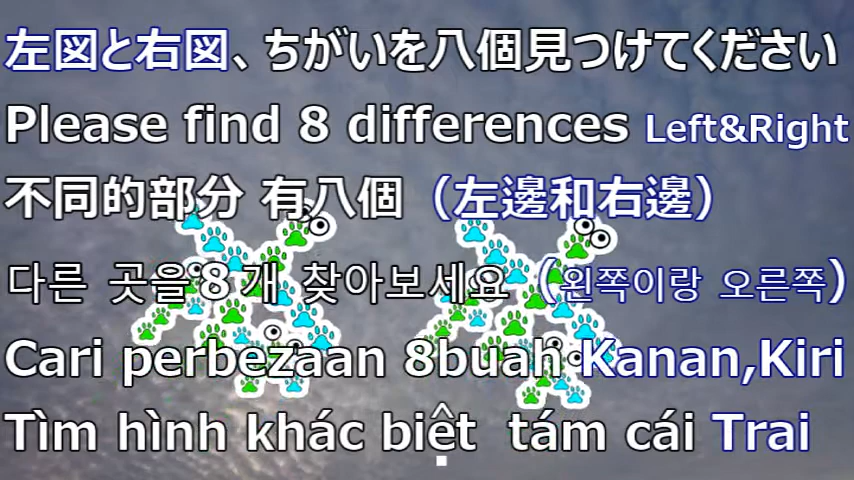 左図と右図、ちがいを八個見つけてください
Please find 8 differences Left&Right
不同的部分 有八個（左邊和右邊）
다른 곳을 8개 찾아보세요（왼쪽이랑 오른쪽）
Cari perbezaan 8buah Kanan,Kiri
Tìm hình khác biệt tám cái Trai